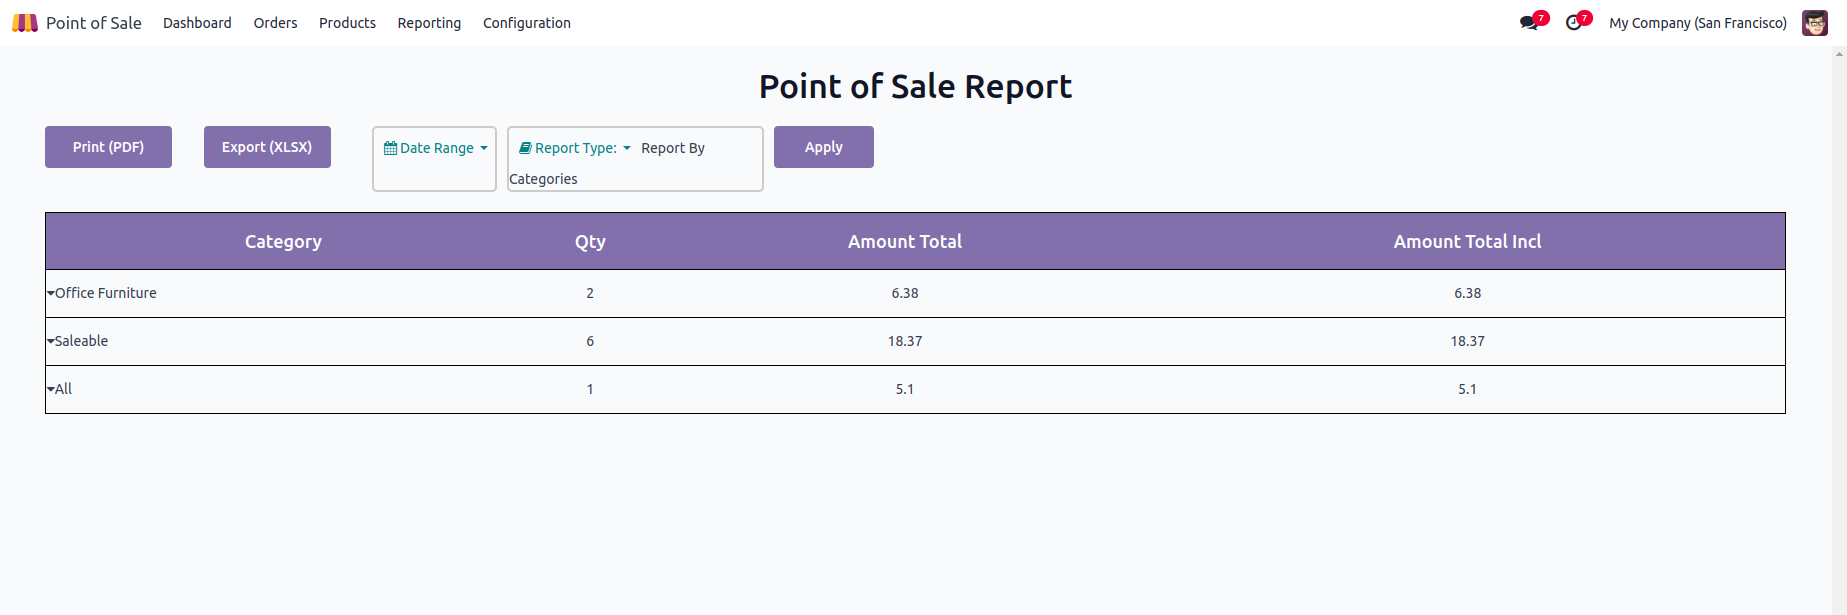 Point of Sale Dashboard Orders Products Reporting Configuration 7 7 My Company (San Francisco)
Point of Sale Report
Print (PDF) Export (XLSX) Date Range Report Type: Report By Apply
Categories
Category Qty Amount Total Amount Total Incl
Office Furniture 2 6.38 6.38
Saleable 6 18.37 18.37
All 1 5.1 5.1